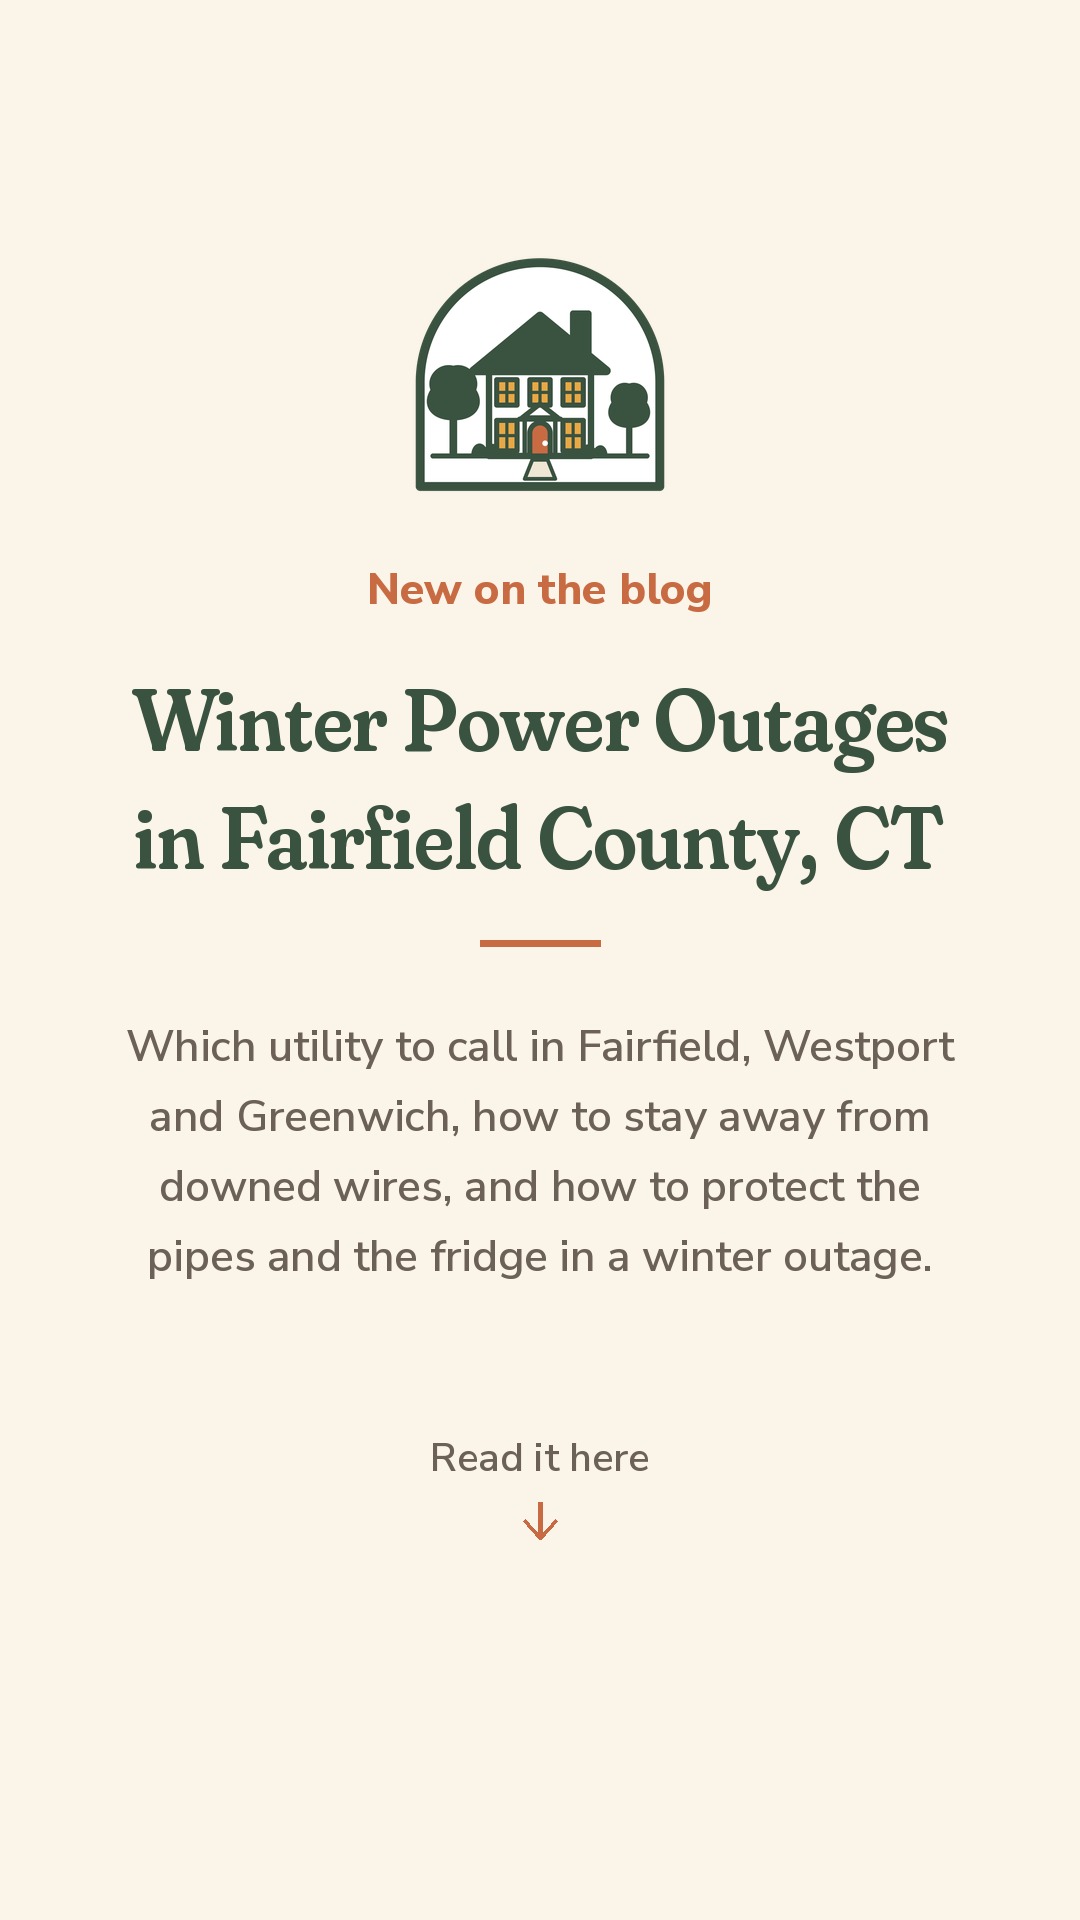 New on the blog
Winter Power Outages
in Fairfield County, CT
Which utility to call in Fairfield, Westport
and Greenwich, how to stay away from
downed wires, and how to protect the
pipes and the fridge in a winter outage.
Read it here